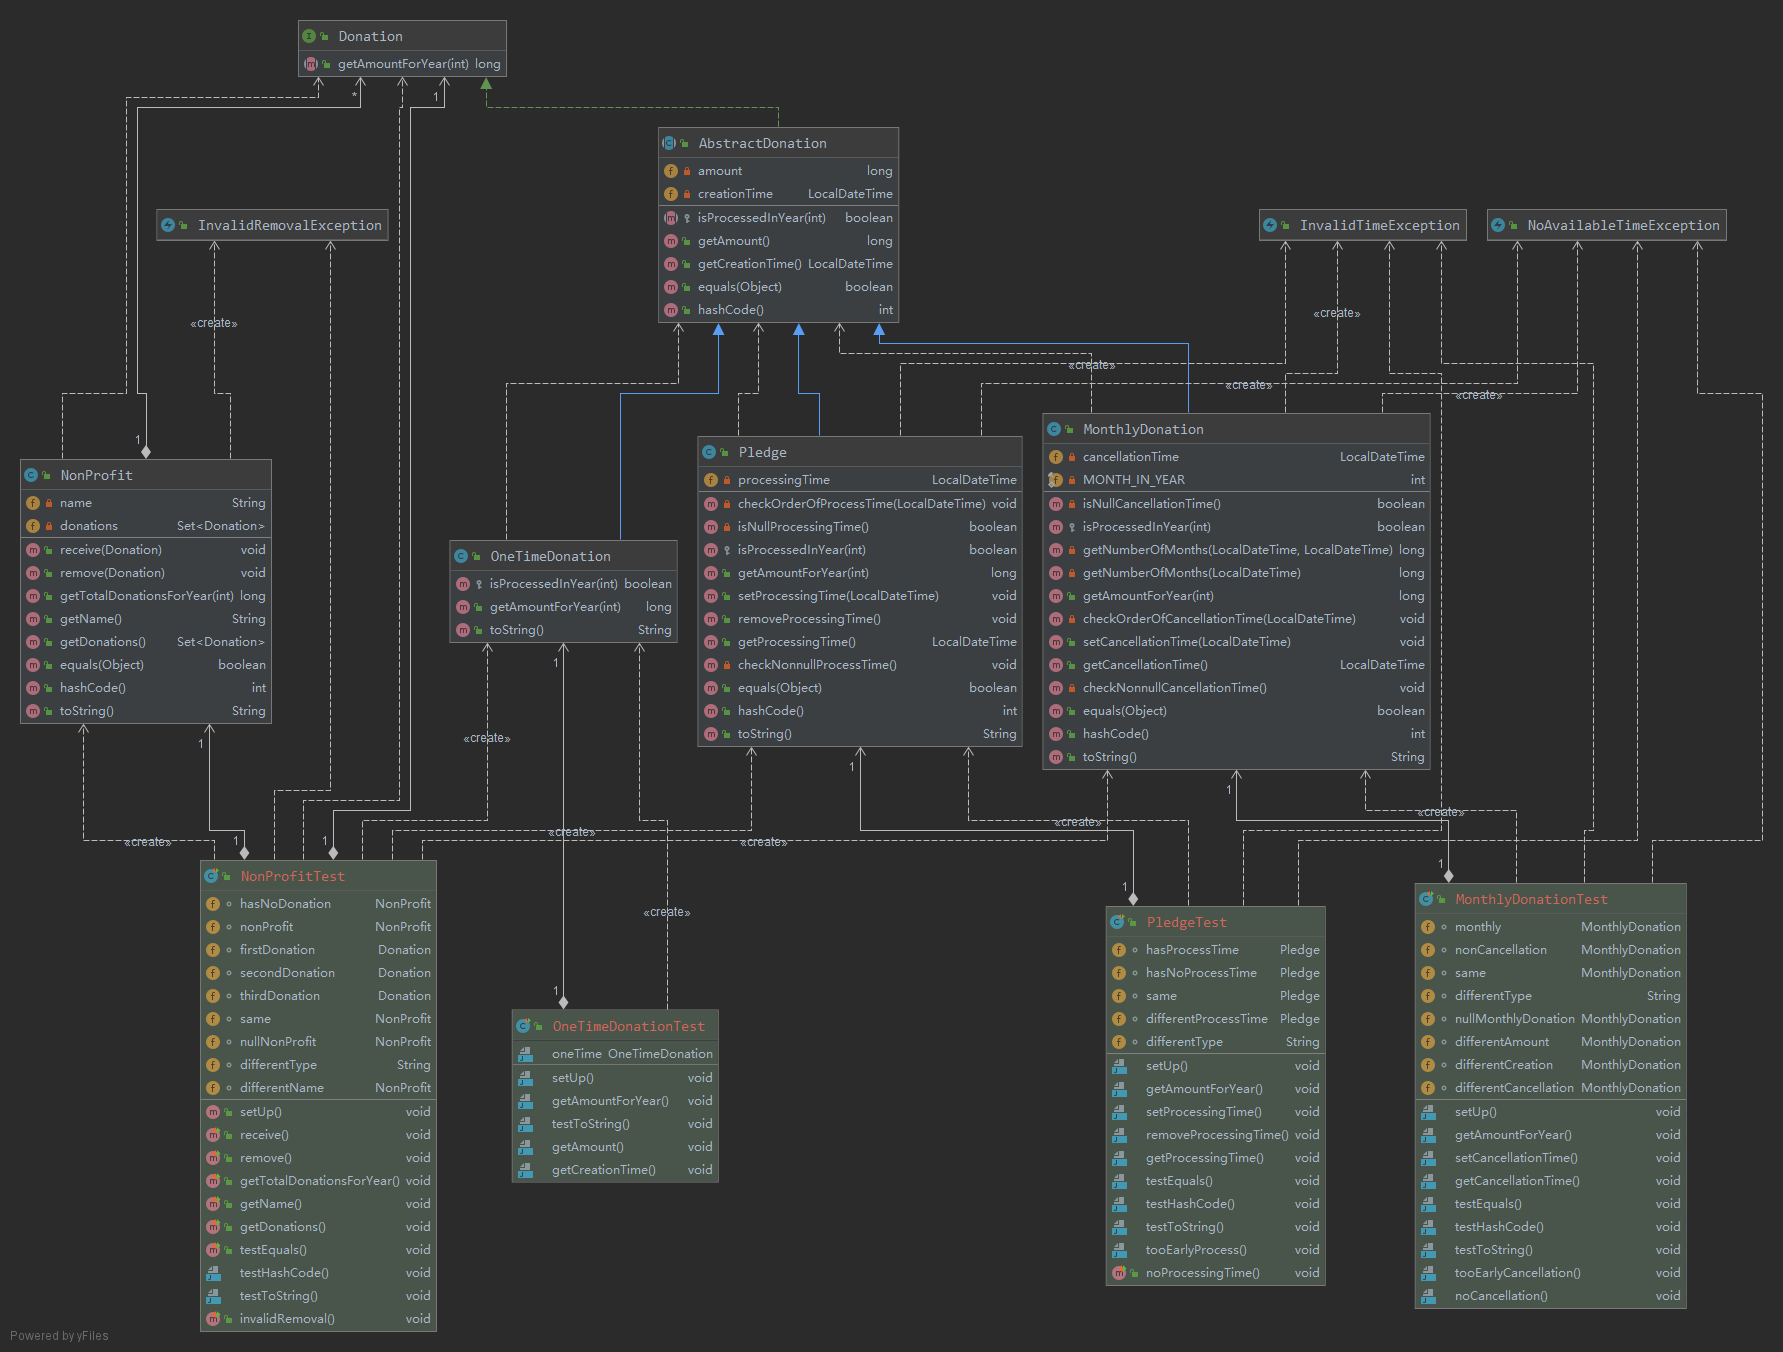 Donation
getAmountForYear(int) long
*
1
AbstractDonation
amount long
creationTime LocalDateTime
isProcessedInYear(int) boolean
getAmount() long
getCreationTime() LocalDateTime
equals(Object) boolean
hashCode() int
InvalidRemovalException
InvalidTimeException
NoAvailableTimeException
«create»
«create»
«create»
«create»
«create»
1
NonProfit
name String
donations Set<Donation>
receive(Donation) void
remove(Donation) void
getTotalDonationsForYear(int) long
getName() String
getDonations() Set<Donation>
equals(Object) boolean
hashCode() int
toString() String
OneTimeDonation
isProcessedInYear(int) boolean
getAmountForYear(int) long
toString() String
Pledge
processingTime LocalDateTime
checkOrderOfProcessTime(LocalDateTime) void
isNullProcessingTime() boolean
isProcessedInYear(int) boolean
getAmountForYear(int) long
setProcessingTime(LocalDateTime) void
removeProcessingTime() void
getProcessingTime() LocalDateTime
checkNonnullProcessTime() void
equals(Object) boolean
hashCode() int
toString() String
MonthlyDonation
cancellationTime LocalDateTime
MONTH_IN_YEAR int
isNullCancellationTime() boolean
isProcessedInYear(int) boolean
getNumberOfMonths(LocalDateTime, LocalDateTime) long
getNumberOfMonths(LocalDateTime) long
getAmountForYear(int) long
checkOrderOfCancellationTime(LocalDateTime) void
setCancellationTime(LocalDateTime) void
getCancellationTime() LocalDateTime
checkNonnullCancellationTime() void
equals(Object) boolean
hashCode() int
toString() String
1
1
1
1
«create»
«create»
«create»
«create»
«create»
«create»
«create»
1
1
1
1
1
NonProfitTest
hasNoDonation NonProfit
nonProfit NonProfit
firstDonation Donation
secondDonation Donation
thirdDonation Donation
same NonProfit
nullNonProfit NonProfit
differentType String
differentName NonProfit
setUp() void
receive() void
remove() void
getTotalDonationsForYear() void
getName() void
getDonations() void
testEquals() void
testHashCode() void
testToString() void
invalidRemoval() void
OneTimeDonationTest
oneTime OneTimeDonation
setUp() void
getAmountForYear() void
testToString() void
getAmount() void
getCreationTime() void
PledgeTest
hasProcessTime Pledge
hasNoProcessTime Pledge
same Pledge
differentProcessTime Pledge
differentType String
setUp() void
getAmountForYear() void
setProcessingTime() void
removeProcessingTime() void
getProcessingTime() void
testEquals() void
testHashCode() void
testToString() void
tooEarlyProcess() void
noProcessingTime() void
MonthlyDonationTest
monthly MonthlyDonation
nonCancellation MonthlyDonation
same MonthlyDonation
differentType String
nullMonthlyDonation MonthlyDonation
differentAmount MonthlyDonation
differentCreation MonthlyDonation
differentCancellation MonthlyDonation
setUp() void
getAmountForYear() void
setCancellationTime() void
getCancellationTime() void
testEquals() void
testHashCode() void
testToString() void
tooEarlyCancellation() void
noCancellation() void
Powered by yFiles